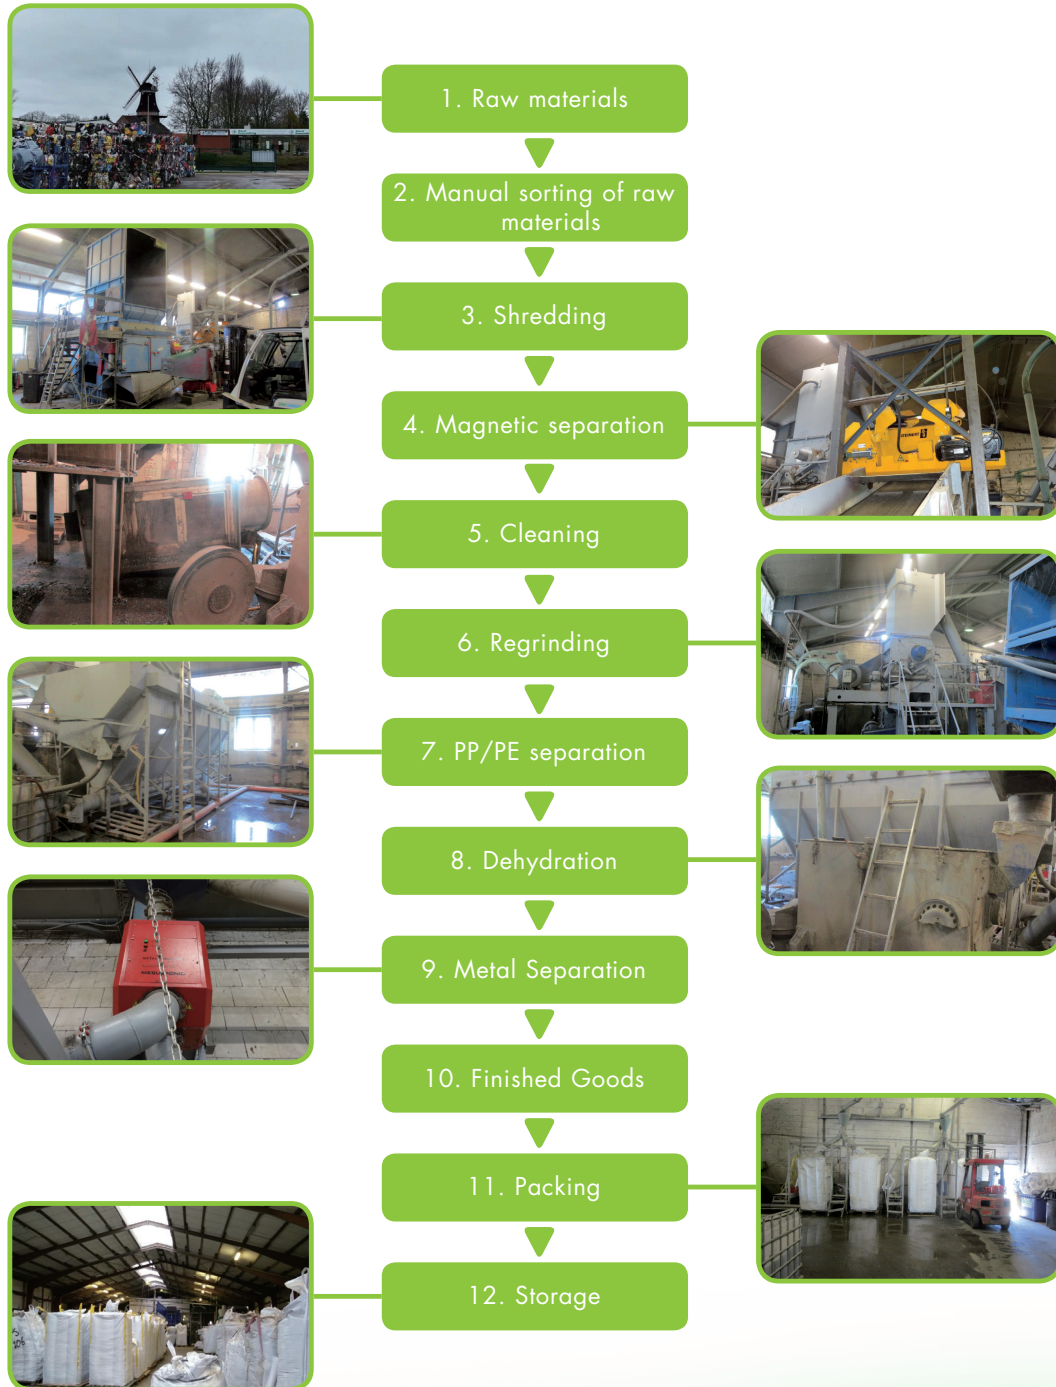 1. Raw materials
2. Manual sorting of raw
materials
3. Shredding
4. Magnetic separation
5. Cleaning
6. Regrinding
7. PP/PE separation
8. Dehydration
9. Metal Separation
10. Finished Goods
11. Packing
12. Storage